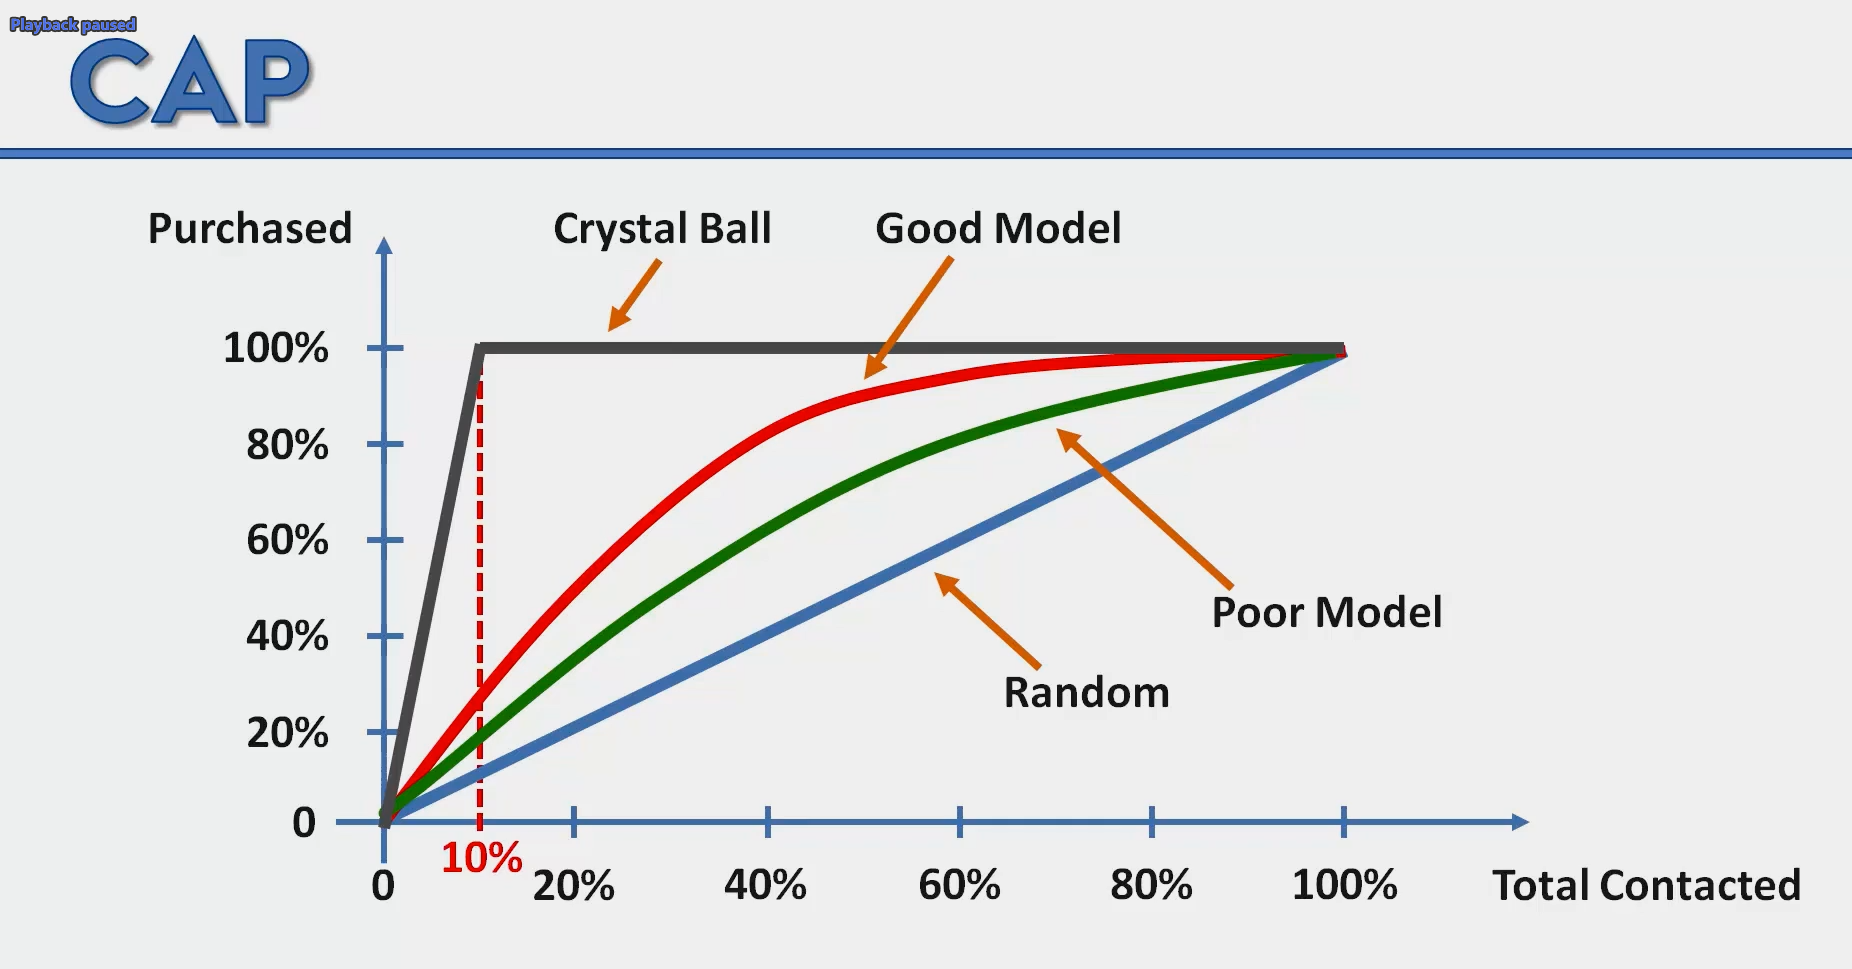 Playback paused
CAP
Purchased
Crystal Ball
Good Model
100%
80%
60%
40%
20%
0
Poor Model
Random
10%
0
20%
40%
60%
80%
100%
Total Contacted